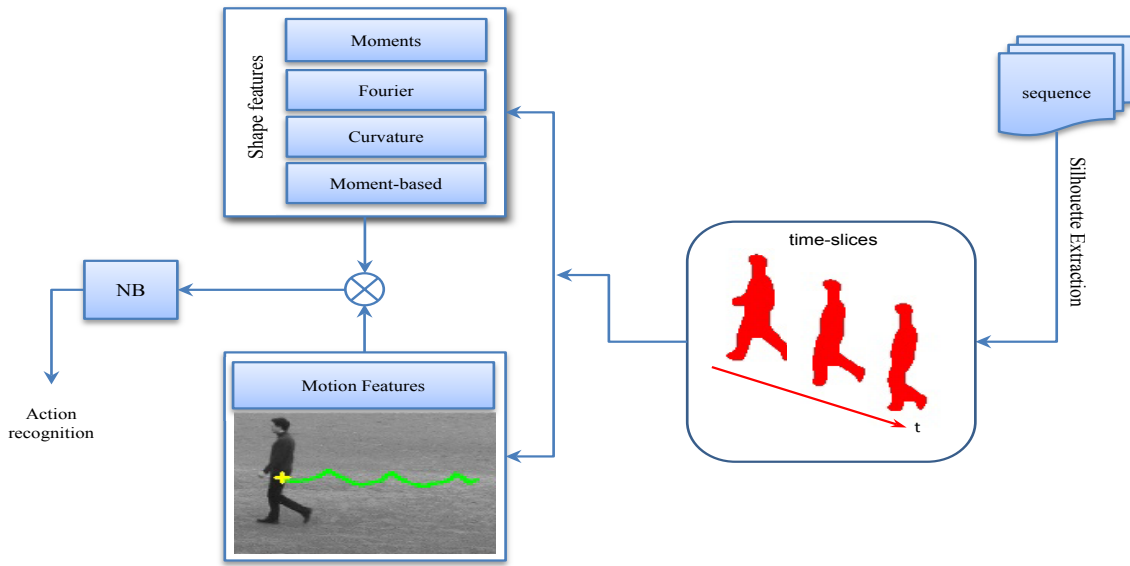 Shape features
Moments
Fourier
Curvature
Moment-based
sequence
Silhouette Extraction
time-slices
t
NB
Motion Features
Action
recognition